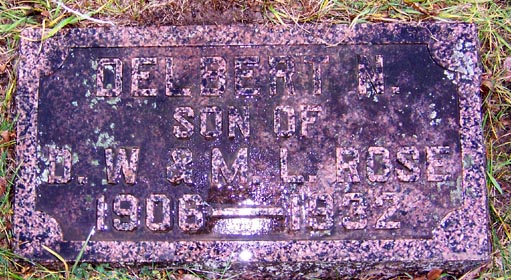 DELBERT N.
SON OF
D. W. & M. L. ROSE
1906—1932